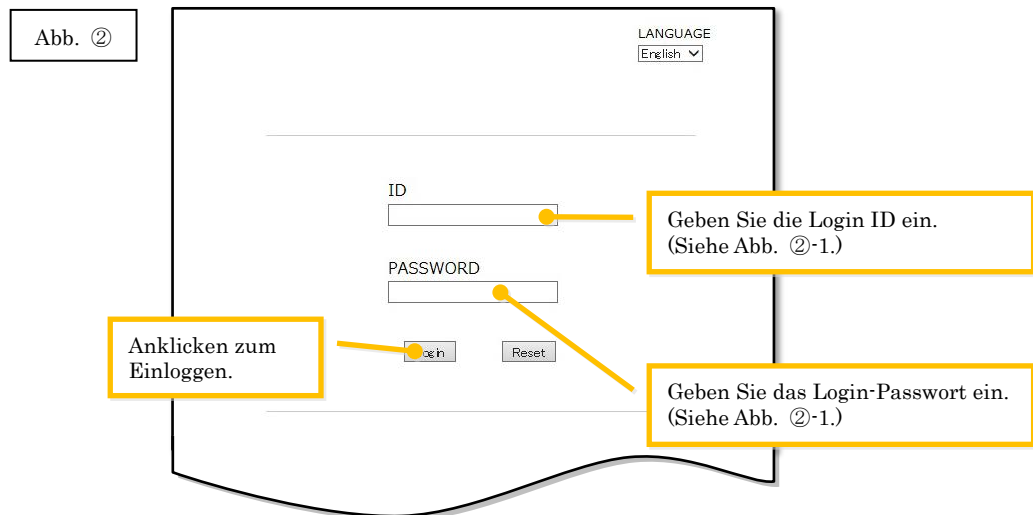 Abb. ②
LANGUAGE
English
ID
Geben Sie die Login ID ein.
(Siehe Abb. ②-1.)
PASSWORD
Anklicken zum
Einloggen.
Login
Reset
Geben Sie das Login-Passwort ein.
(Siehe Abb. ②-1.)